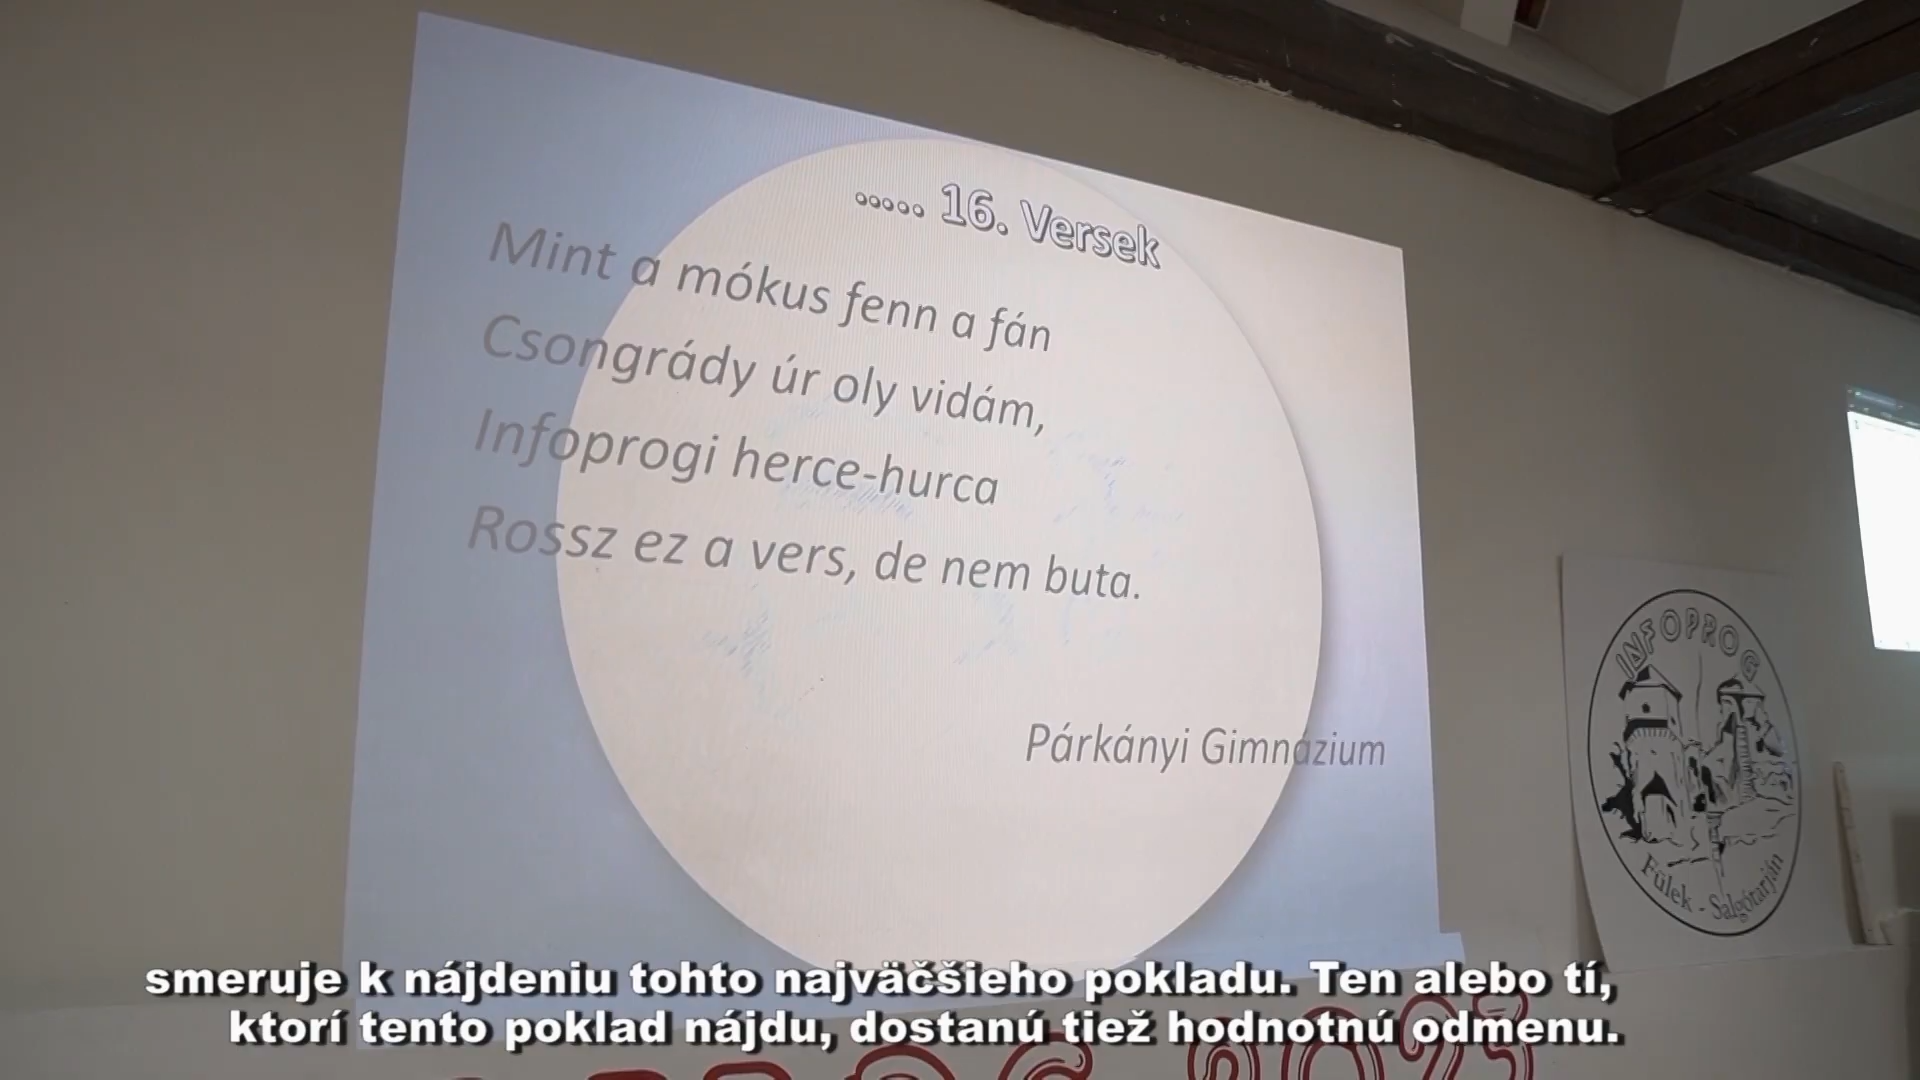 ..... 16. Versek
Mint a mókus fenn a fán
Csongrády úr oly vidám,
Infoprogi herce-hurca
Rossz ez a vers, de nem buta.
Párkányi Gimnázium
INFOPROG
Fülek - Salgótarján
smeruje k nájdeniu tohto najväčšieho pokladu. Ten alebo tí,
ktorí tento poklad nájdu, dostanú tiež hodnotnú odmenu.